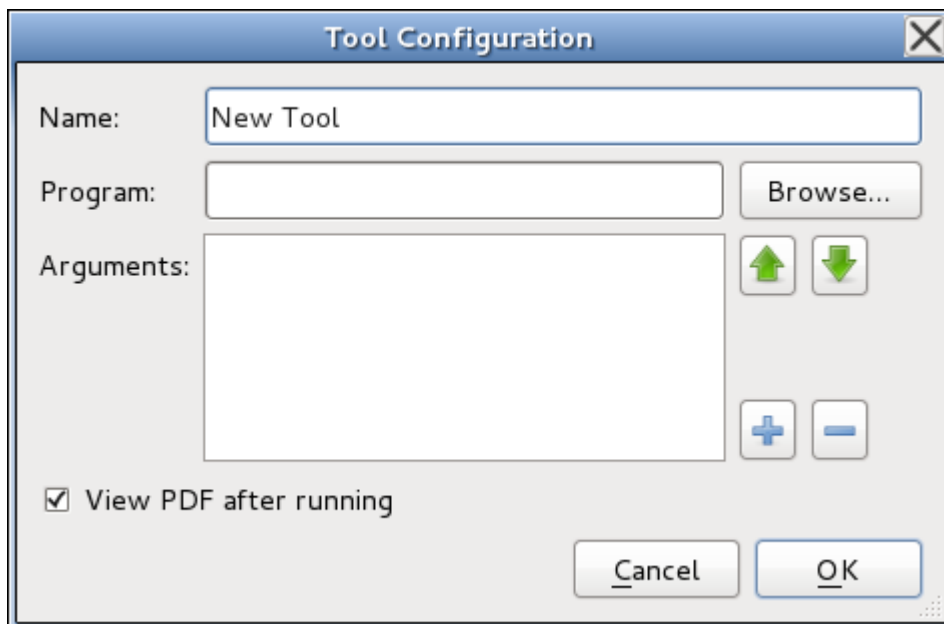 Tool Configuration
Name: New Tool
Program: Browse...
Arguments:
View PDF after running
Cancel OK